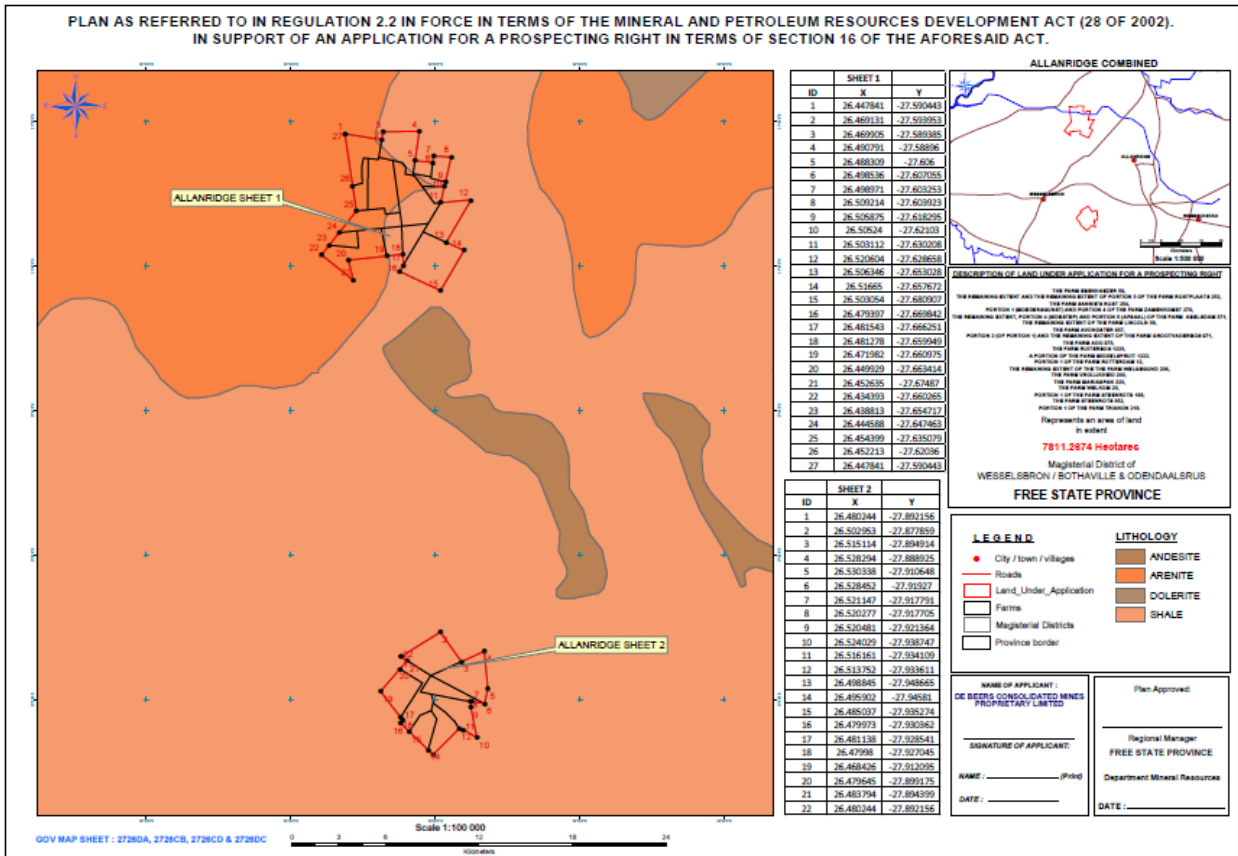 PLAN AS REFERRED TO IN REGULATION 2.2 IN FORCE IN TERMS OF THE MINERAL AND PETROLEUM RESOURCES DEVELOPMENT ACT (28 OF 2002).
IN SUPPORT OF AN APPLICATION FOR A PROSPECTING RIGHT IN TERMS OF SECTION 16 OF THE AFORESAID ACT.
ALLANRIDGE SHEET 1
ALLANRIDGE SHEET 2
GOV MAP SHEET : 2726DA, 2726CB, 2726CD & 2726DC
Scale 1:100 000
0 3 6 12 18 24
Kilometers
SHEET 1
ID X Y
1 26.447841 -27.590443
2 26.469131 -27.593953
3 26.469905 -27.589385
4 26.490791 -27.58896
5 26.488309 -27.606
6 26.498536 -27.607055
7 26.498971 -27.603253
8 26.509214 -27.603923
9 26.505875 -27.618295
10 26.50524 -27.62103
11 26.503112 -27.630208
12 26.520604 -27.628658
13 26.506346 -27.653028
14 26.51665 -27.657672
15 26.503054 -27.680907
16 26.479397 -27.669842
17 26.481543 -27.666251
18 26.481278 -27.659949
19 26.471982 -27.660975
20 26.449929 -27.663414
21 26.452635 -27.67487
22 26.434393 -27.660265
23 26.438813 -27.654717
24 26.444588 -27.647463
25 26.454399 -27.635079
26 26.452213 -27.62036
27 26.447841 -27.590443
SHEET 2
ID X Y
1 26.480244 -27.892156
2 26.502953 -27.877859
3 26.515114 -27.894914
4 26.528294 -27.888925
5 26.530338 -27.910648
6 26.528452 -27.91927
7 26.521147 -27.917791
8 26.520277 -27.917705
9 26.520481 -27.921364
10 26.524029 -27.938747
11 26.516161 -27.934109
12 26.513752 -27.933611
13 26.498845 -27.948665
14 26.495902 -27.94581
15 26.485037 -27.935274
16 26.479973 -27.930362
17 26.481138 -27.928541
18 26.47998 -27.927045
19 26.468426 -27.912095
20 26.479645 -27.899175
21 26.483794 -27.894399
22 26.480244 -27.892156
ALLANRIDGE COMBINED
ALLANRIDGE
WESSELSBRON
Kilometers
Scale 1:500 000
DESCRIPTION OF LAND UNDER APPLICATION FOR A PROSPECTING RIGHT
Represents an area of land
in extent
7811.2674 Hectares
Magisterial District of
WESSELSBRON / BOTHAVILLE & ODENDAALSRUS
FREE STATE PROVINCE
LEGEND
City / town / villages
Roads
Land_Under_Application
Farms
Magisterial Districts
Province border
LITHOLOGY
ANDESITE
ARENITE
DOLERITE
SHALE
NAME OF APPLICANT :
DE BEERS CONSOLIDATED MINES
PROPRIETARY LIMITED
SIGNATURE OF APPLICANT:
NAME : (Print)
DATE :
Plan Approved:
Regional Manager
FREE STATE PROVINCE
Department Mineral Resources
DATE :